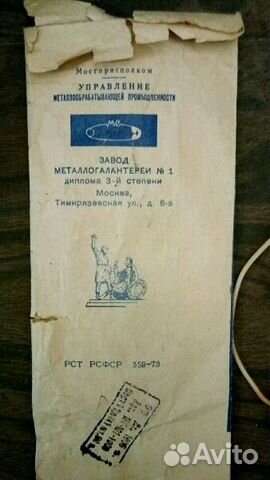 Мосгорисполком
УПРАВЛЕНИЕ
МЕТАЛЛООБРАБАТЫВАЮЩЕЙ ПРОМЫШЛЕННОСТИ
мг
ЗАВОД
МЕТАЛЛОГАЛАНТЕРЕИ № 1
диплома 3-й степени
Москва,
Тимирязевская ул., д. 8-а
РСТ РСФСР 359-73
Avito